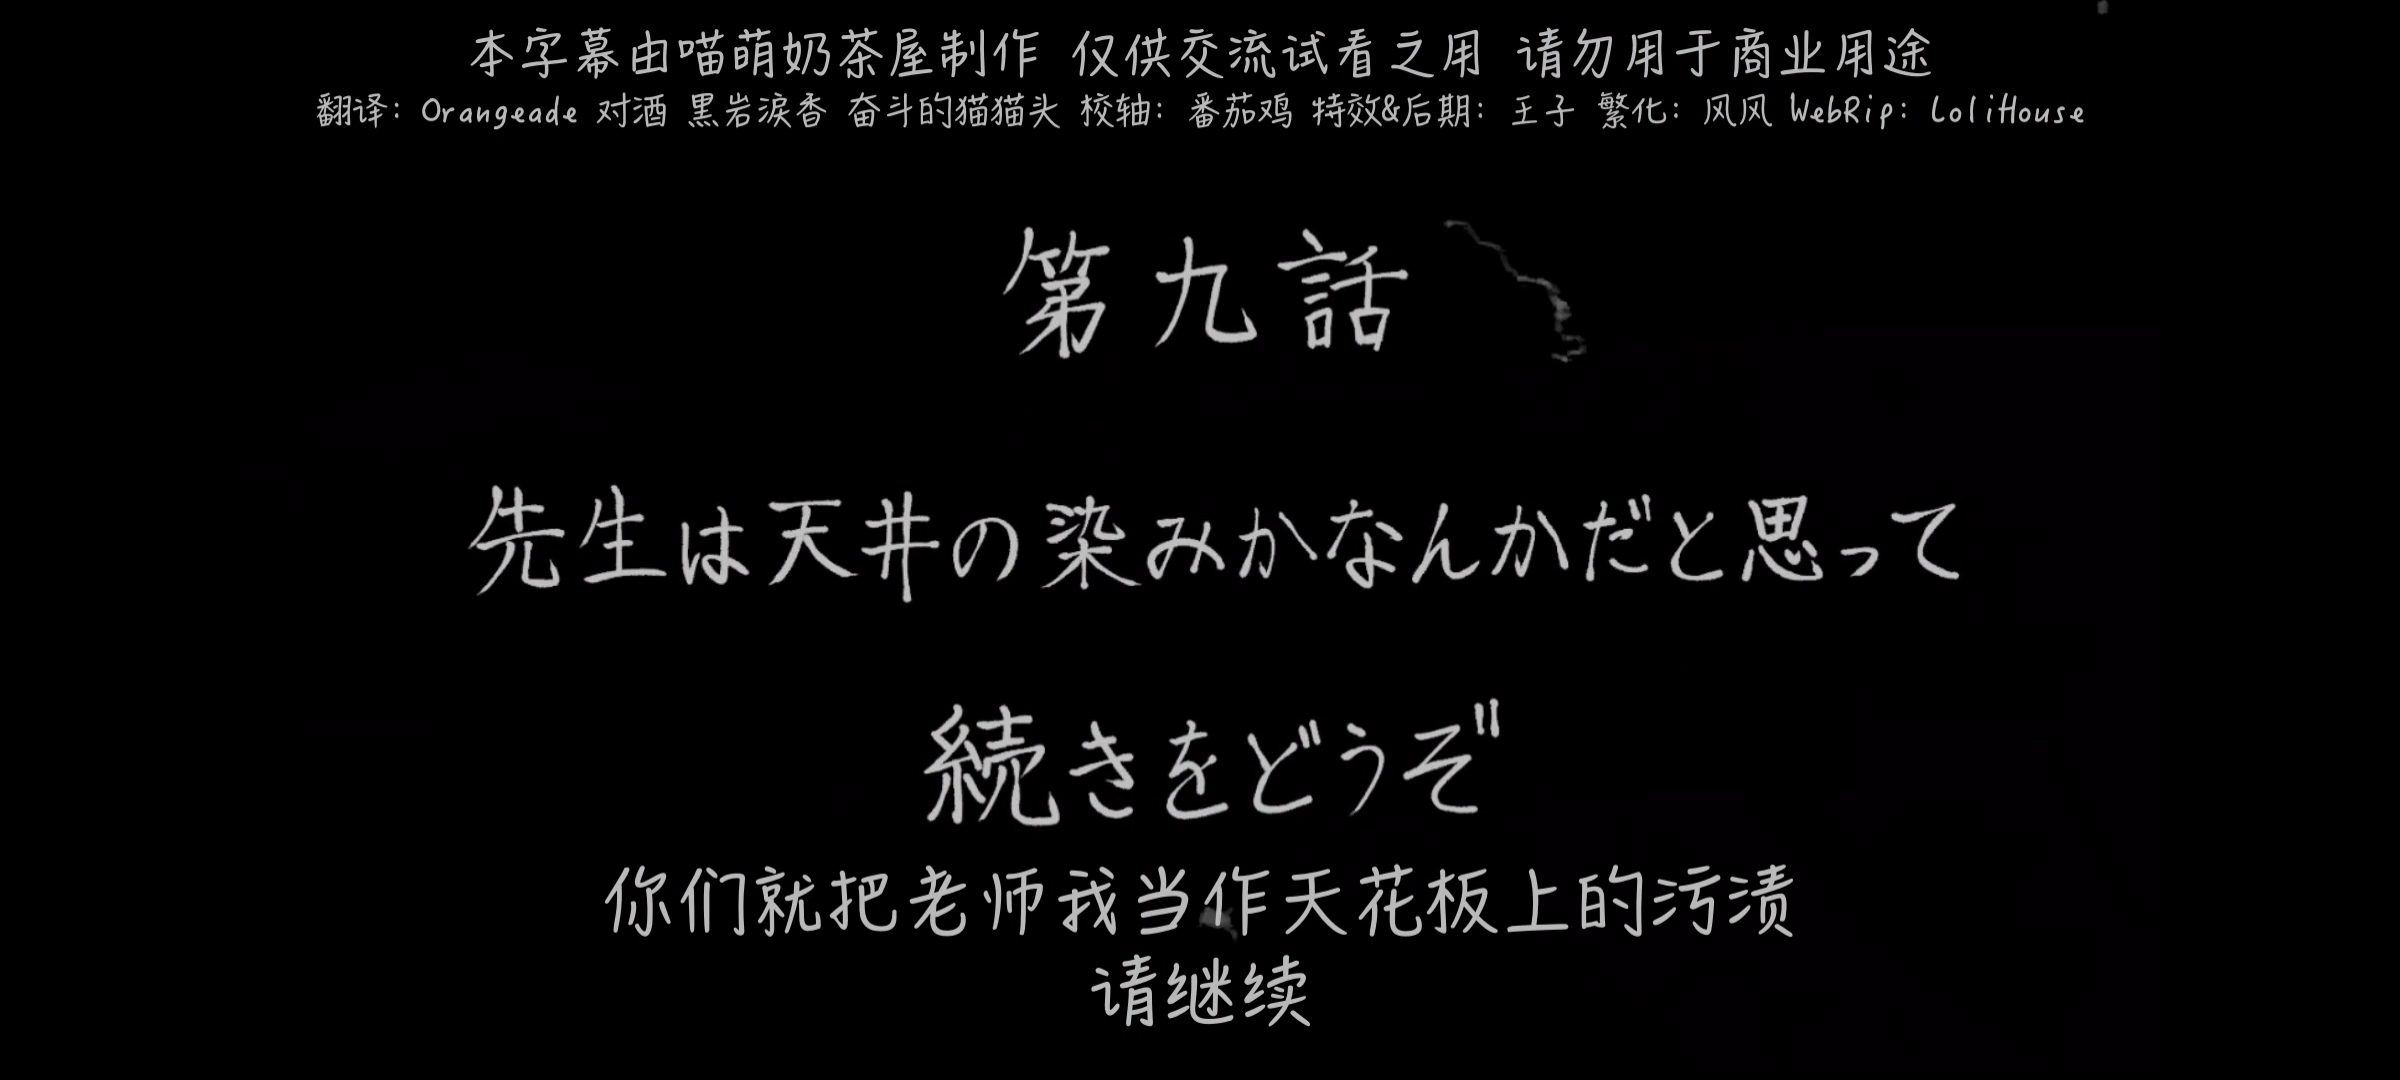 本字幕由喵萌奶茶屋制作 仅供交流试看之用 请勿用于商业用途
翻译：Orangeade 对酒 黑岩泪香 奋斗的猫猫头 校轴：番茄鸡 特效&后期：王子 繁化：风风 WebRip：LoliHouse
第九話
先生は天井の染みかなんかだと思って
続きをどうぞ
你们就把老师我当作天花板上的污渍
请继续